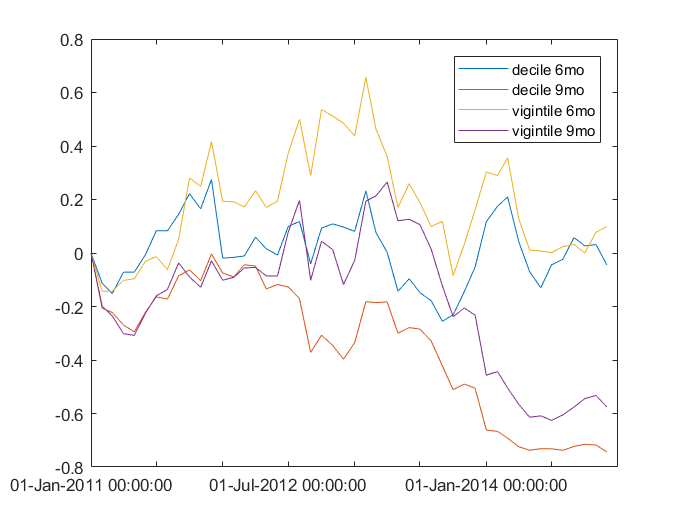 0.8
0.6
0.4
0.2
0
-0.2
-0.4
-0.6
-0.8
01-Jan-2011 00:00:00 01-Jul-2012 00:00:00 01-Jan-2014 00:00:00
decile 6mo
decile 9mo
vigintile 6mo
vigintile 9mo